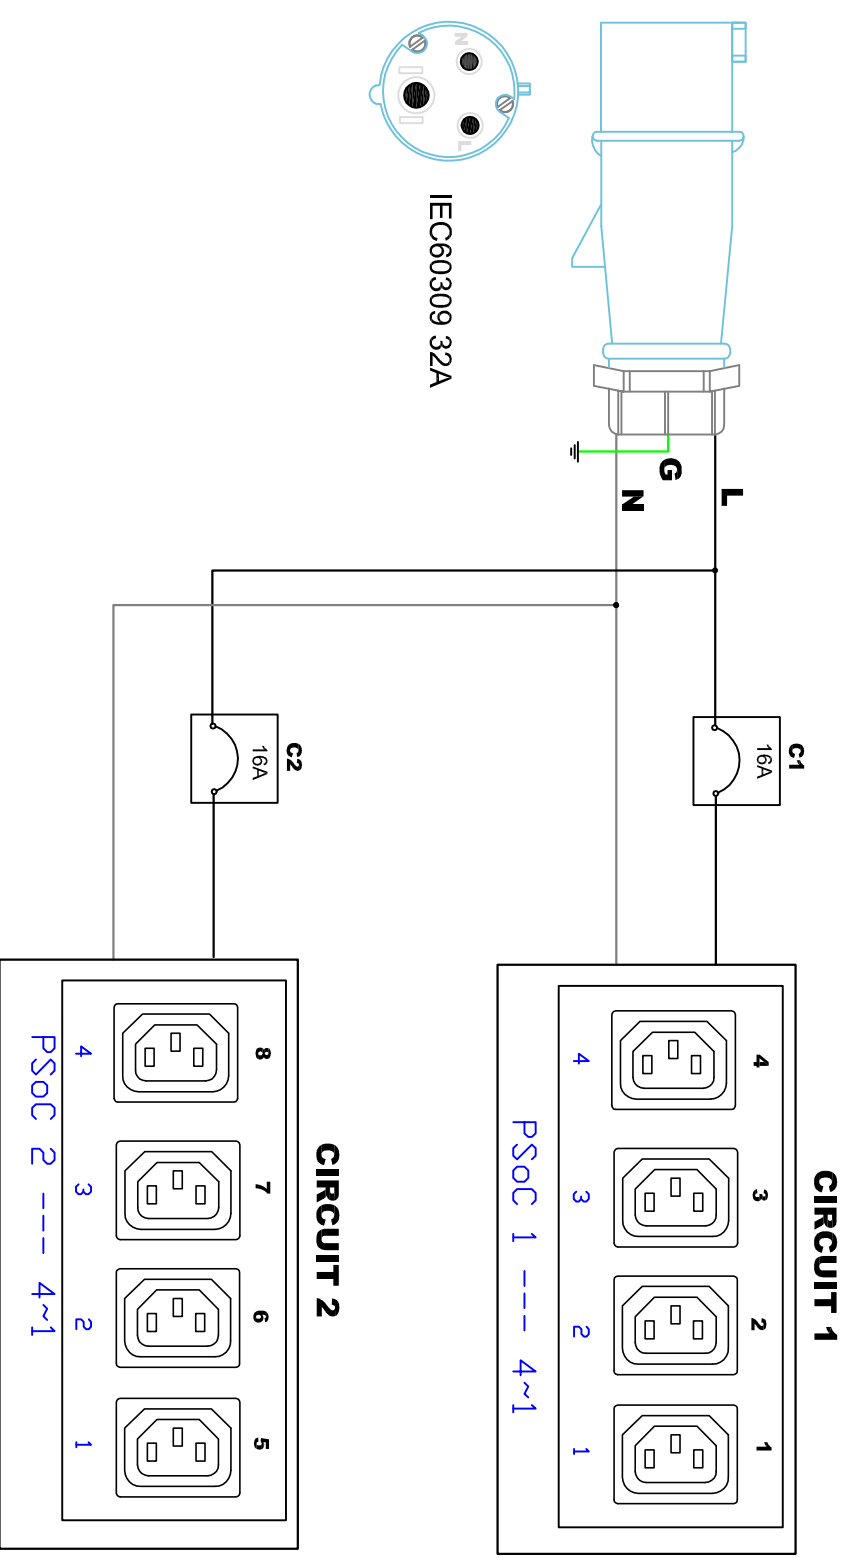 CIRCUIT 1
C1
16A
4 3 2 1
L
G
N
4 3 2 1
PSoC 1 --- 4~1
N
L
IEC60309 32A
CIRCUIT 2
C2
16A
8 7 6 5
4 3 2 1
PSoC 2 --- 4~1